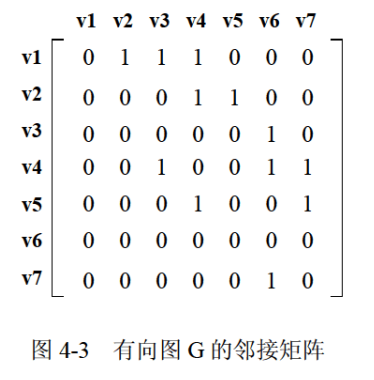 v1 v2 v3 v4 v5 v6 v7
v1 0 1 1 1 0 0 0
v2 0 0 0 1 1 0 0
v3 0 0 0 0 0 1 0
v4 0 0 1 0 0 1 1
v5 0 0 0 1 0 0 1
v6 0 0 0 0 0 0 0
v7 0 0 0 0 0 1 0
图 4-3 有向图 G 的邻接矩阵